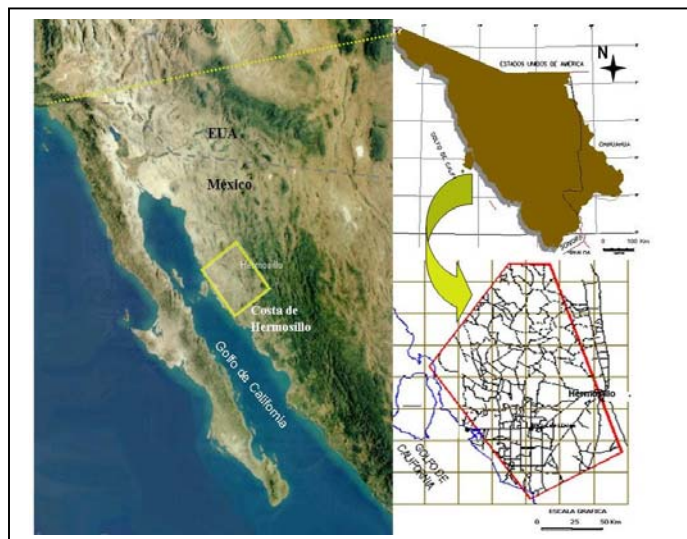 EUA
México
Hermosillo
Costa de
Hermosillo
Golfo de California
ESTADOS UNIDOS DE AMÉRICA
N
CHIHUAHUA
0 100 Km
Hermosillo
GOLFO DE
CALIFORNIA
ESCALA GRAFICA
0 25 50 Km